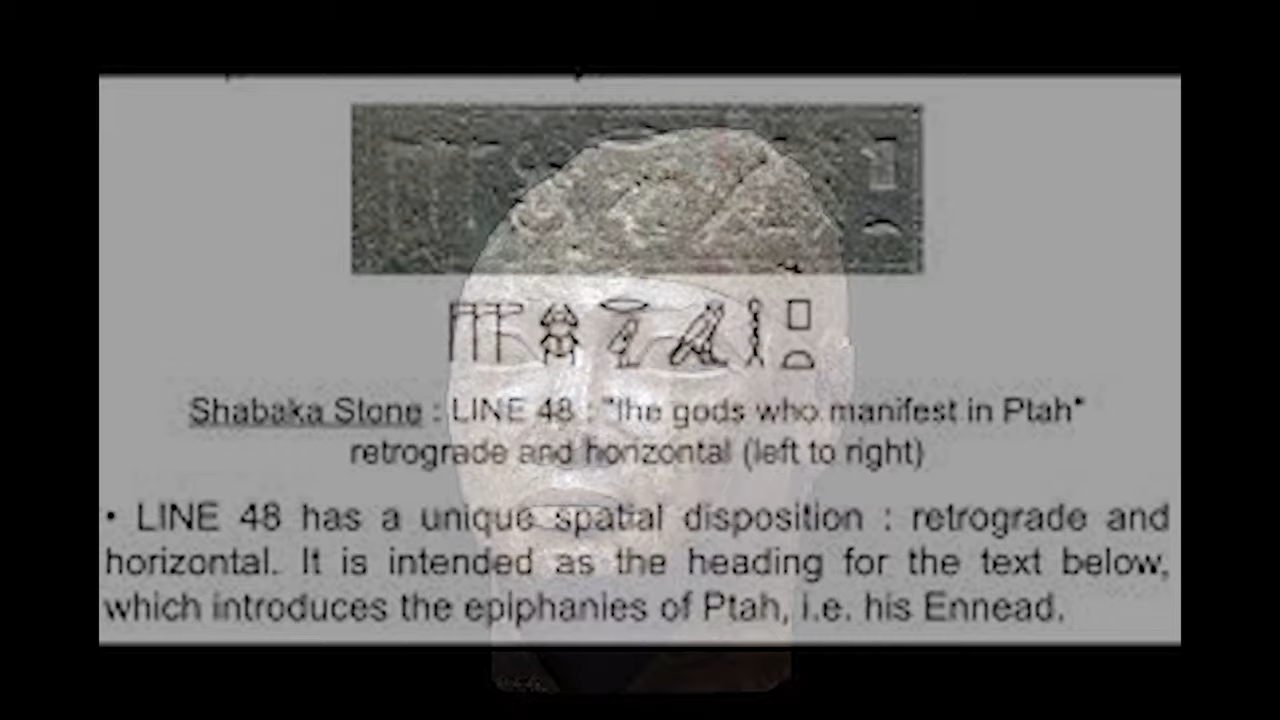 Shabaka Stone : LINE 48 : "the gods who manifest in Ptah"
retrograde and horizontal (left to right)
• LINE 48 has a unique spatial disposition : retrograde and
horizontal. It is intended as the heading for the text below,
which introduces the epiphanies of Ptah, i.e. his Ennead.